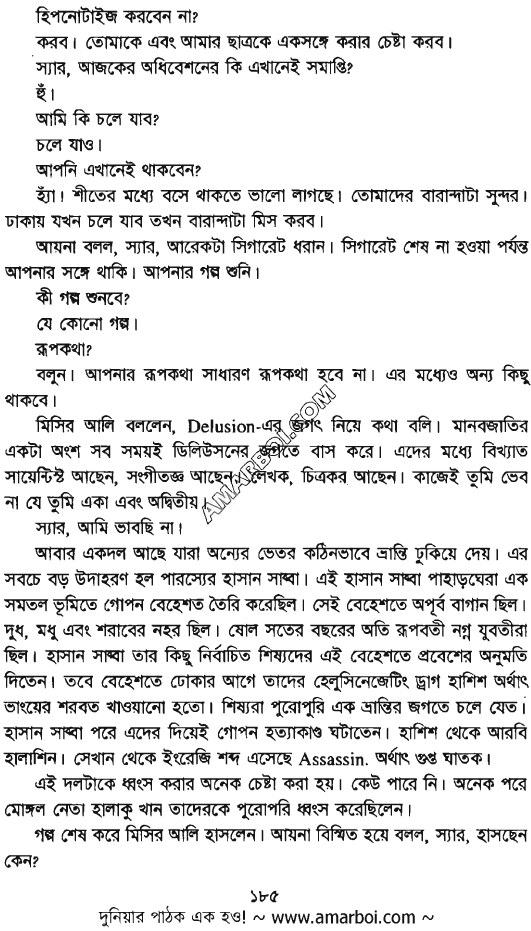 হিপনোটাইজ করবেন না?
করব। তোমাকে এবং আমার ছাত্রকে একসঙ্গে করার চেষ্টা করব।
স্যার, আজকের অধিবেশনের কি এখানেই সমাপ্তি?
হুঁ।
আমি কি চলে যাব?
চলে যাও।
আপনি এখানেই থাকবেন?
হ্যাঁ। শীতের মধ্যে বসে থাকতে ভালো লাগছে। তোমাদের বারান্দাটা সুন্দর।
ঢাকায় যখন চলে যাব তখন বারান্দাটা মিস করব।
আয়না বলল, স্যার, আরেকটা সিগারেট ধরান। সিগারেট শেষ না হওয়া পর্যন্ত
আপনার সঙ্গে থাকি। আপনার গল্প শুনি।
কী গল্প শুনবে?
যে কোনো গল্প।
রূপকথা?
বলুন। আপনার রূপকথা সাধারণ রূপকথা হবে না। এর মধ্যেও অন্য কিছু
থাকবে।
মিসির আলি বললেন, Delusion-এর জগৎ নিয়ে কথা বলি। মানবজাতির
একটা অংশ সব সময়ই ডিলিউসনের জগতে বাস করে। এদের মধ্যে বিখ্যাত
সায়েন্টিস্ট আছেন, সংগীতজ্ঞ আছেন, লেখক, চিত্রকর আছেন। কাজেই তুমি ভেব
না যে তুমি একা এবং অদ্বিতীয়।
স্যার, আমি ভাবছি না।
আবার একদল আছে যারা অন্যের ভেতর কঠিনভাবে ভ্রান্তি ঢুকিয়ে দেয়। এর
সবচে বড় উদাহরণ হল পারস্যের হাসান সাব্বা। এই হাসান সাব্বা পাহাড়ঘেরা এক
সমতল ভূমিতে গোপন বেহেশত তৈরি করেছিল। সেই বেহেশতে অপূর্ব বাগান ছিল।
দুধ, মধু এবং শরাবের নহর ছিল। ষোল সতের বছরের অতি রূপবতী নগ্ন যুবতীরা
ছিল। হাসান সাব্বা তার কিছু নির্বাচিত শিষ্যদের এই বেহেশতে প্রবেশের অনুমতি
দিতেন। তবে বেহেশতে ঢোকার আগে তাদের হেলুসিনেজেটিং ড্রাগ হাশিশ অর্থাৎ
ভাংয়ের শরবত খাওয়ানো হতো। শিষ্যরা পুরোপুরি এক ভ্রান্তির জগতে চলে যেত।
হাসান সাব্বা পরে এদের দিয়েই গোপন হত্যাকাণ্ড ঘটাতেন। হাশিশ থেকে আরবি
হালাশিন। সেখান থেকে ইংরেজি শব্দ এসেছে Assassin. অর্থাৎ গুপ্ত ঘাতক।
এই দলটাকে ধ্বংস করার অনেক চেষ্টা করা হয়। কেউ পারে নি। অনেক পরে
মোঙ্গল নেতা হালাকু খান তাদেরকে পুরোপরি ধ্বংস করেছিলেন।
গল্প শেষ করে মিসির আলি হাসলেন। আয়না বিস্মিত হয়ে বলল, স্যার, হাসছেন
কেন?
AMARBOI.COM
১৮৫
দুনিয়ার পাঠক এক হও! ~ www.amarboi.com ~